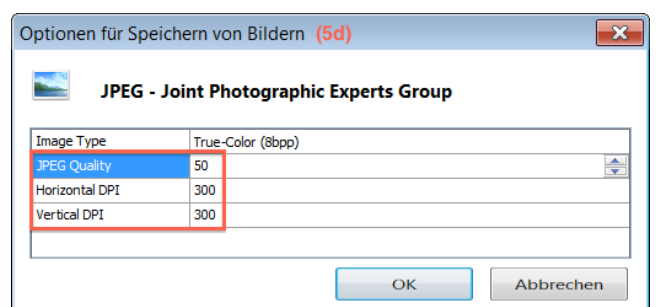 Optionen für Speichern von Bildern (5d)
JPEG - Joint Photographic Experts Group
Image Type True-Color (8bpp)
JPEG Quality 50
Horizontal DPI 300
Vertical DPI 300
OK Abbrechen